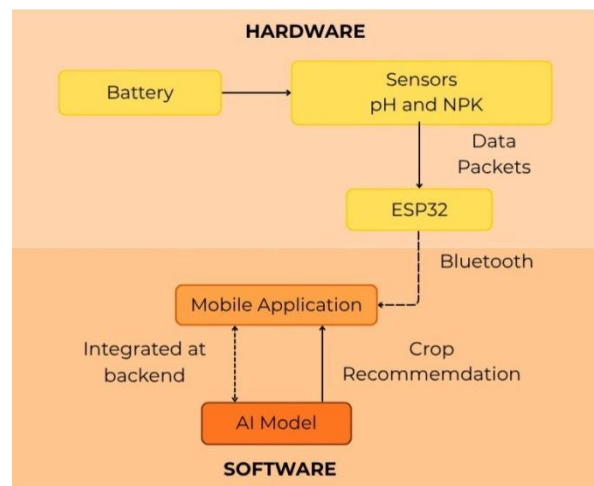 HARDWARE
Battery
Sensors
pH and NPK
Data
Packets
ESP32
Bluetooth
Mobile Application
Integrated at
backend
Crop
Recommemdation
AI Model
SOFTWARE